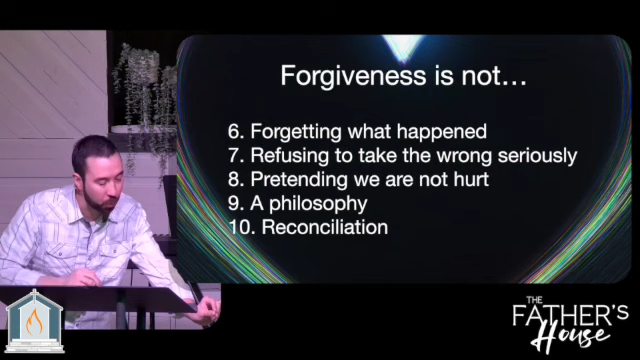 Forgiveness is not...
6. Forgetting what happened
7. Refusing to take the wrong seriously
8. Pretending we are not hurt
9. A philosophy
10. Reconciliation
THE
FATHER'S
House